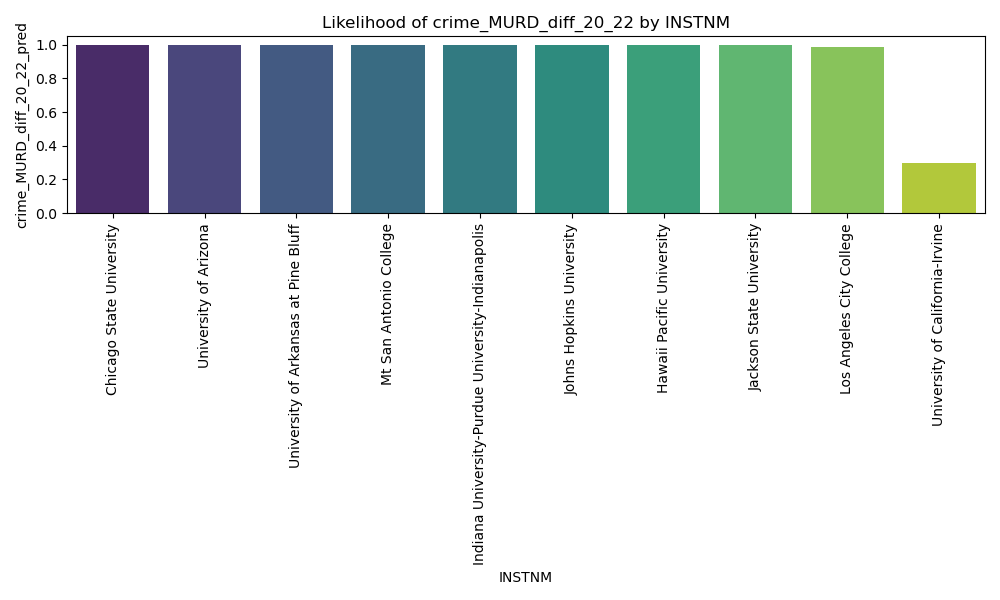 Likelihood of crime_MURD_diff_20_22 by INSTNM
crime_MURD_diff_20_22_pred
1.0
0.8
0.6
0.4
0.2
0.0
Chicago State University
University of Arizona
University of Arkansas at Pine Bluff
Mt San Antonio College
Indiana University-Purdue University-Indianapolis
Johns Hopkins University
Hawaii Pacific University
Jackson State University
Los Angeles City College
University of California-Irvine
INSTNM